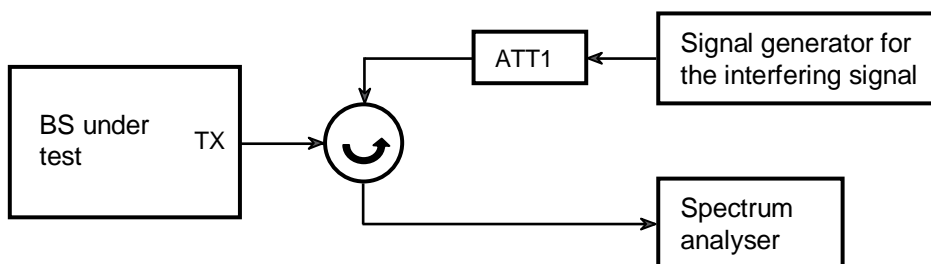 Signal generator for
the interfering signal
ATT1
BS under
test
TX
Spectrum
analyser